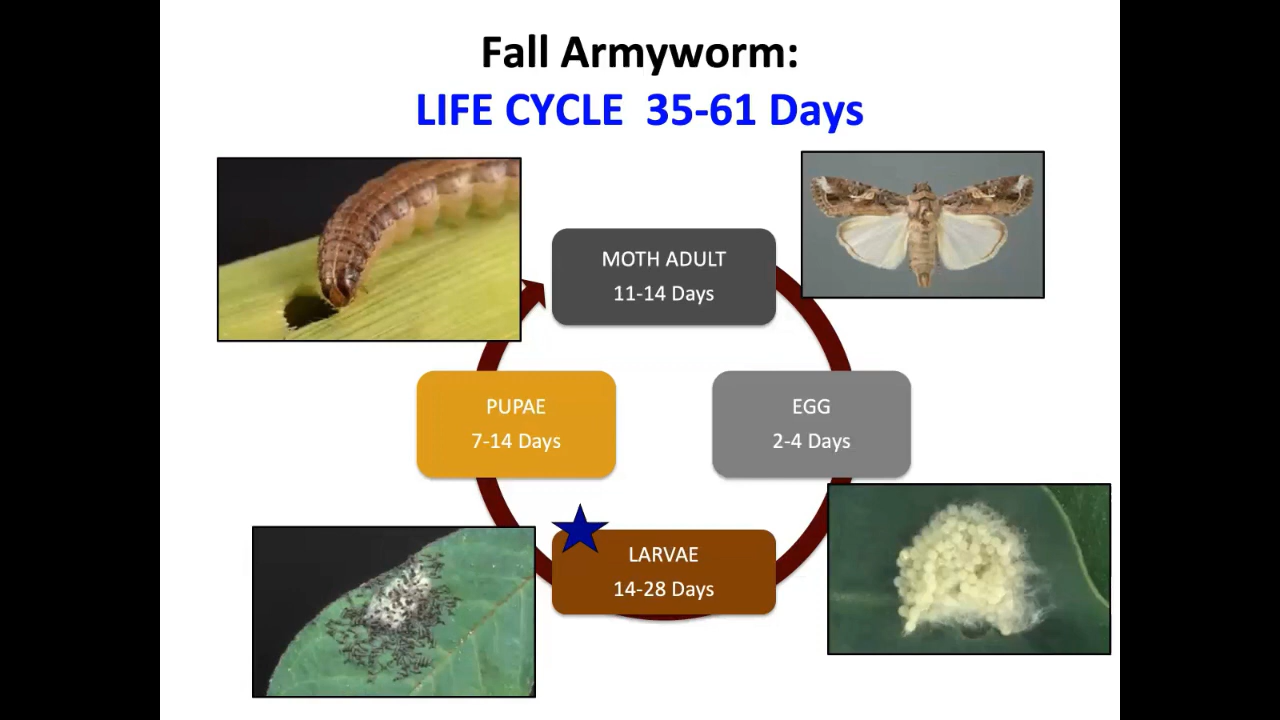 Fall Armyworm:
LIFE CYCLE 35-61 Days
MOTH ADULT
11-14 Days
EGG
2-4 Days
LARVAE
14-28 Days
PUPAE
7-14 Days